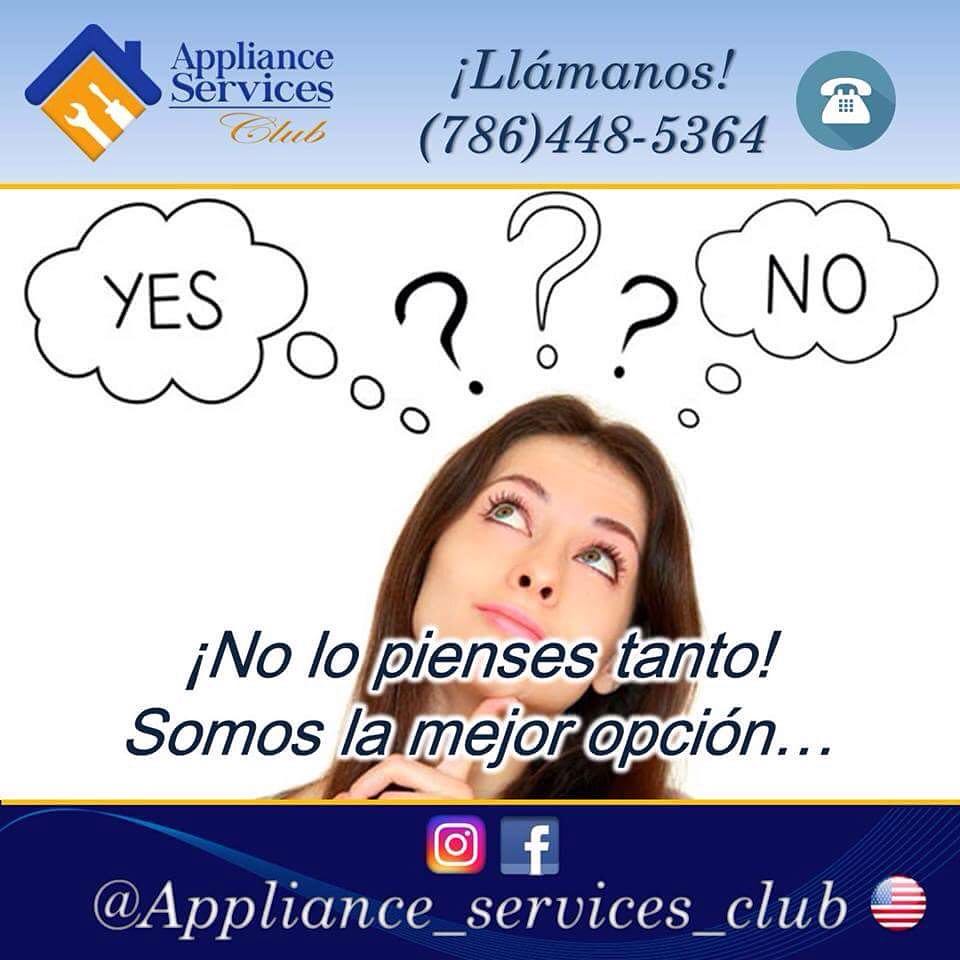 Appliance
Services
Club
¡Llámanos!
(786)448-5364
YES
? ? ?
NO
¡No lo pienses tanto!
Somos la mejor opción...
@Appliance_services_club